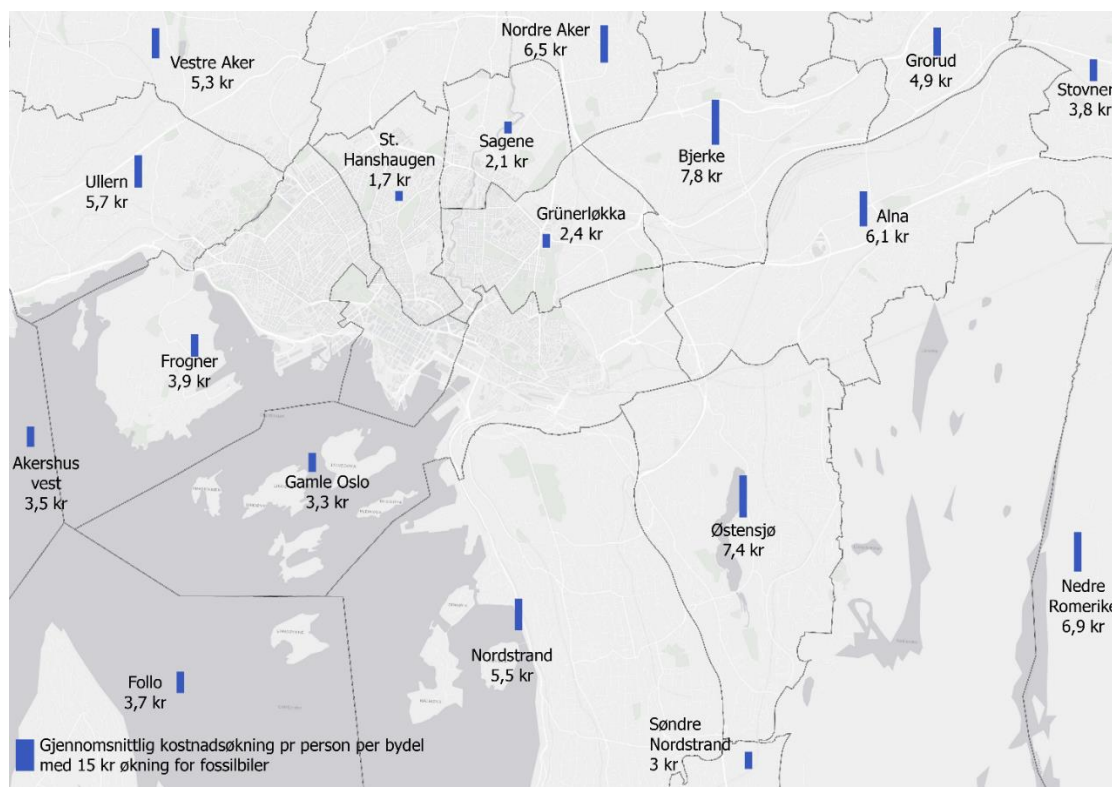 Vestre Aker
5,3 kr
Nordre Aker
6,5 kr
Grorud
4,9 kr
Stovner
3,8 kr
Ullern
5,7 kr
St.
Hanshaugen
1,7 kr
Sagene
2,1 kr
Bjerke
7,8 kr
Grünerløkka
2,4 kr
Alna
6,1 kr
Frogner
3,9 kr
Akershus
vest
3,5 kr
Gamle Oslo
3,3 kr
Østensjø
7,4 kr
Nedre
Romerike
6,9 kr
Nordstrand
5,5 kr
Follo
3,7 kr
Søndre
Nordstrand
3 kr
Gjennomsnittlig kostnadsøkning pr person per bydel
med 15 kr økning for fossilbiler